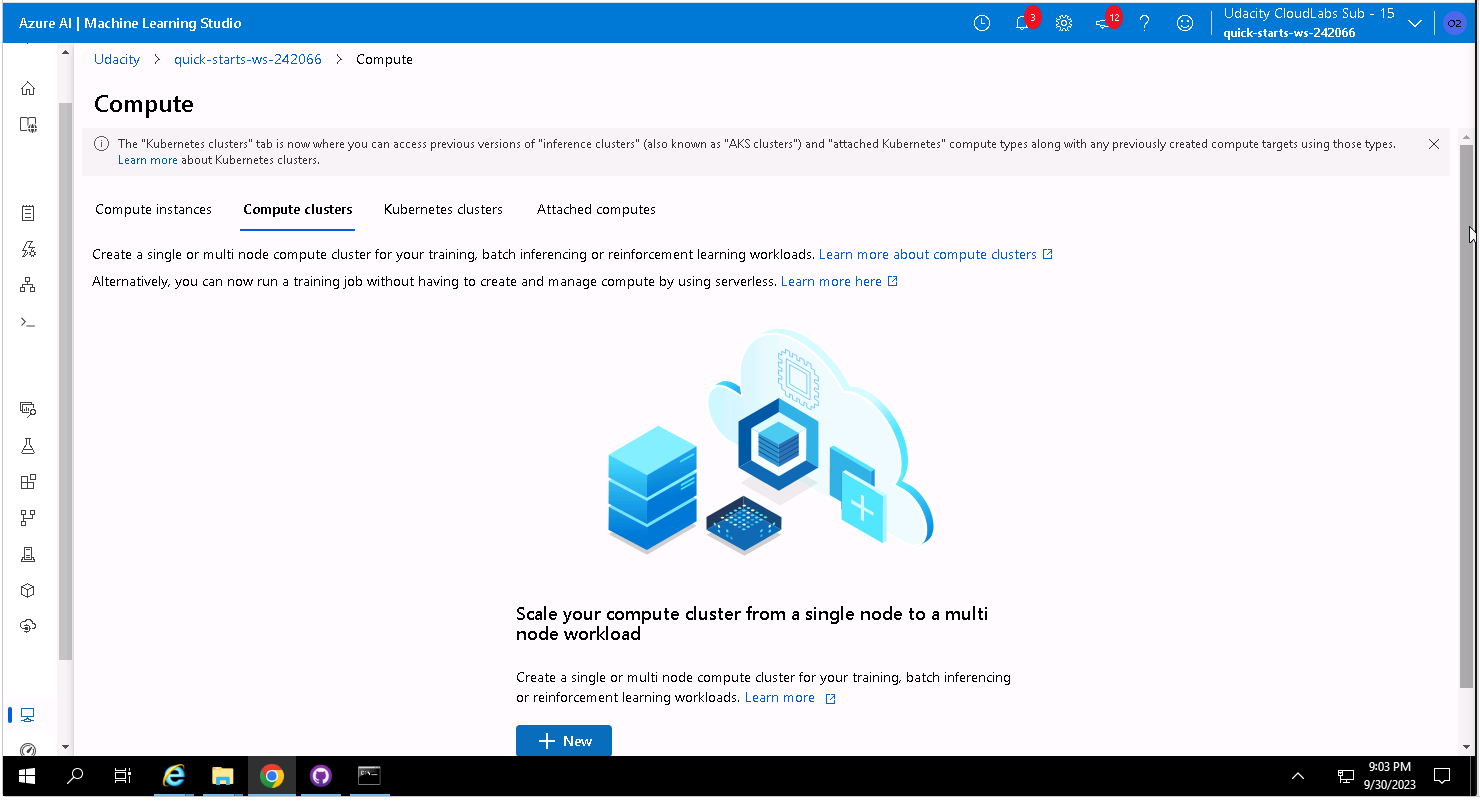 Azure AI | Machine Learning Studio
3
12
Udacity CloudLabs Sub - 15
quick-starts-ws-242066
O2
Udacity > quick-starts-ws-242066 > Compute
Compute
The "Kubernetes clusters" tab is now where you can access previous versions of "inference clusters" (also known as "AKS clusters") and "attached Kubernetes" compute types along with any previously created compute targets using those types.
Learn more about Kubernetes clusters.
Compute instances Compute clusters Kubernetes clusters Attached computes
Create a single or multi node compute cluster for your training, batch inferencing or reinforcement learning workloads. Learn more about compute clusters
Alternatively, you can now run a training job without having to create and manage compute by using serverless. Learn more here
Scale your compute cluster from a single node to a multi
node workload
Create a single or multi node compute cluster for your training, batch inferencing
or reinforcement learning workloads. Learn more
+ New
9:03 PM
9/30/2023